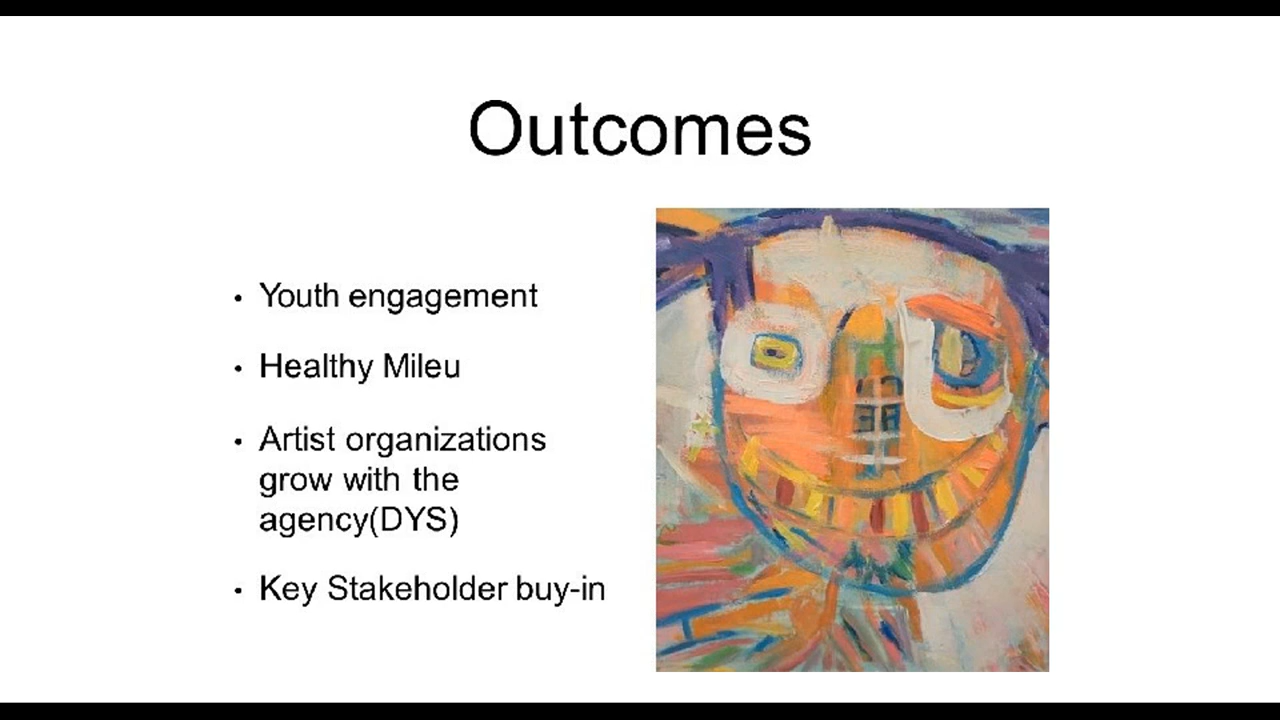 Outcomes
• Youth engagement
• Healthy Mileu
• Artist organizations
grow with the
agency(DYS)
• Key Stakeholder buy-in